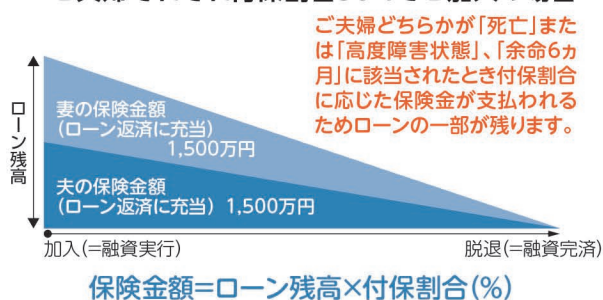 ご夫婦どちらかが「死亡」また
は「高度障害状態」、「余命6ヵ
月」に該当されたとき付保割合
に応じた保険金が支払われる
ためローンの一部が残ります。
ローン残高
妻の保険金額
(ローン返済に充当)
1,500万円
夫の保険金額
(ローン返済に充当) 1,500万円
加入(=融資実行)
脱退(=融資完済)
保険金額=ローン残高×付保割合(%)